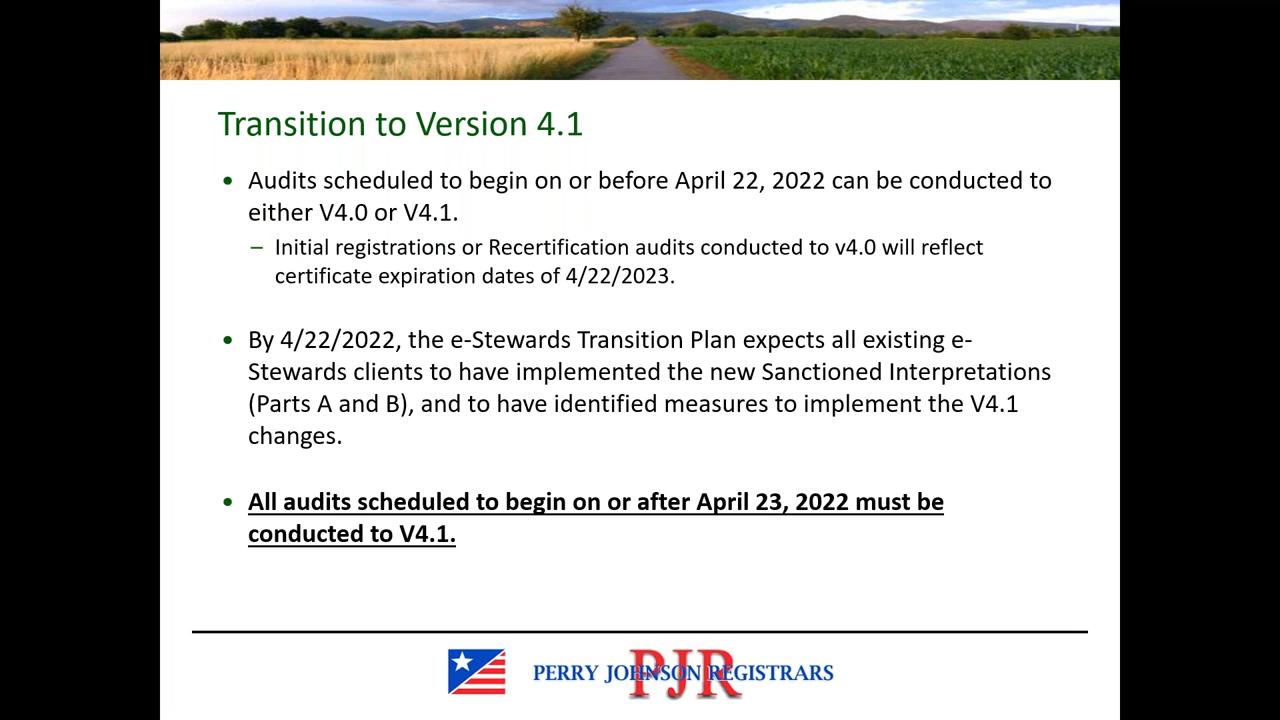 Transition to Version 4.1
• Audits scheduled to begin on or before April 22, 2022 can be conducted to
either V4.0 or V4.1.
– Initial registrations or Recertification audits conducted to v4.0 will reflect
certificate expiration dates of 4/22/2023.
• By 4/22/2022, the e-Stewards Transition Plan expects all existing e-
Stewards clients to have implemented the new Sanctioned Interpretations
(Parts A and B), and to have identified measures to implement the V4.1
changes.
• All audits scheduled to begin on or after April 23, 2022 must be
conducted to V4.1.
PJR
PERRY JOHNSON REGISTRARS